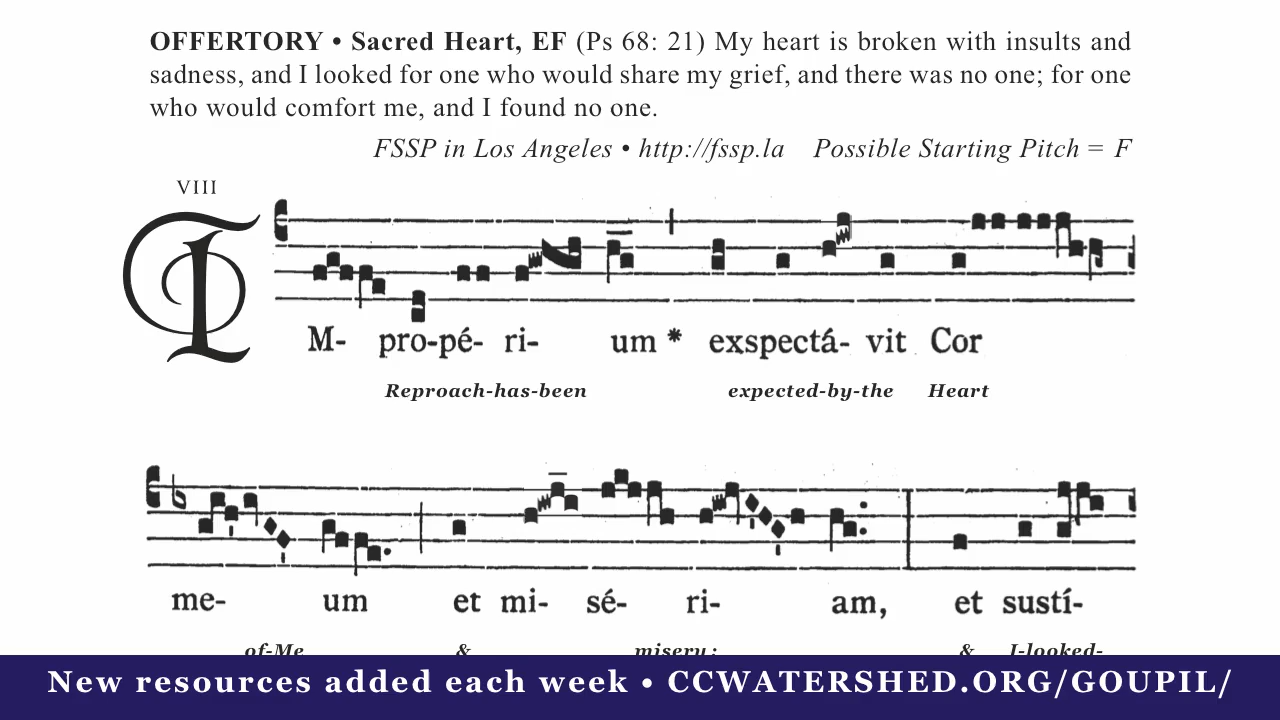 OFFERTORY • Sacred Heart, EF (Ps 68: 21) My heart is broken with insults and
sadness, and I looked for one who would share my grief, and there was no one; for one
who would comfort me, and I found no one.
FSSP in Los Angeles • http://fssp.la Possible Starting Pitch = F
VIII
IM- pro-pé- ri- um * exspectá- vit Cor
Reproach-has-been expected-by-the Heart
me- um et mi- sé- ri- am, et sustí-
of-Me & misery: & I-looked-
New resources added each week • CCWATERSHED.ORG/GOUPIL/